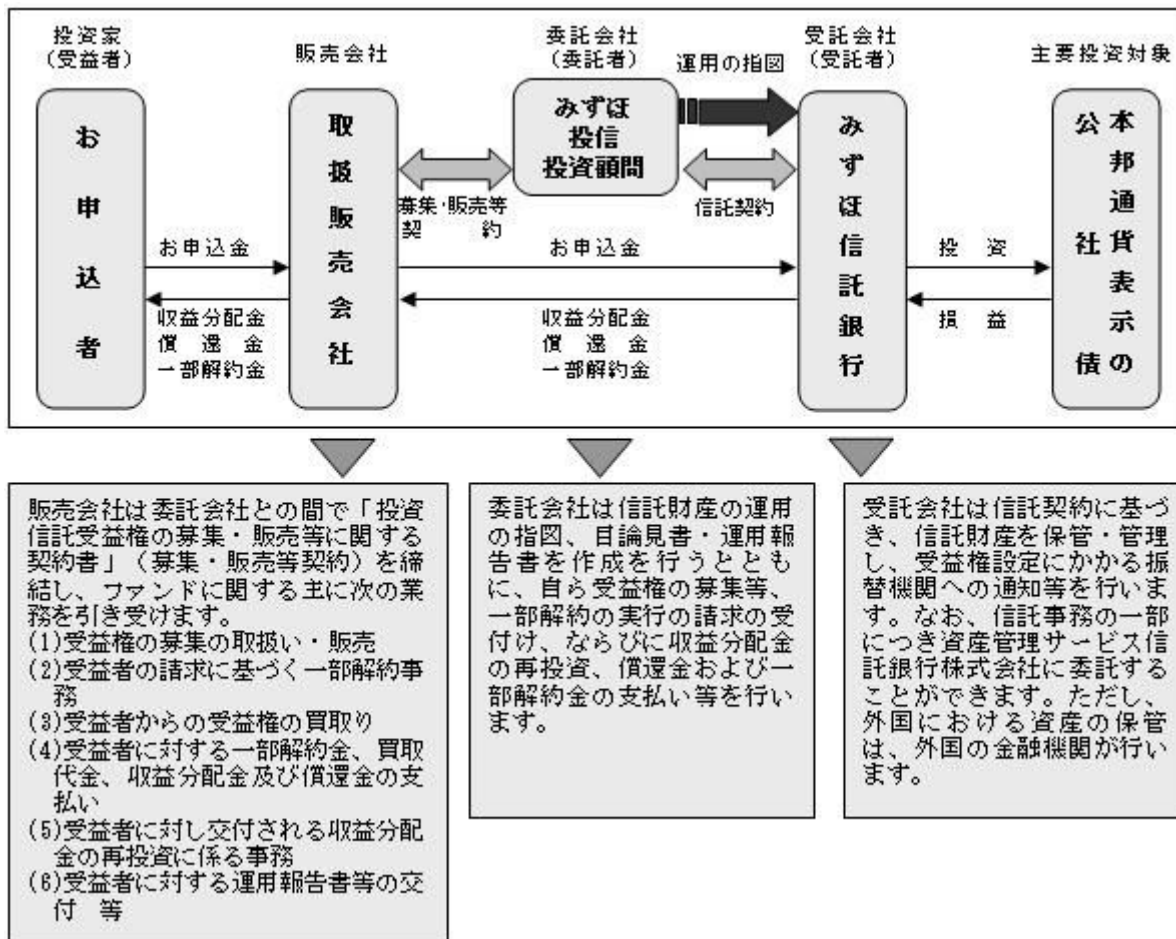 投資家
（受益者）
販売会社
委託会社
（委託者）
運用の指図
受託会社
（受託者）
主要投資対象
お申込者
取扱販売会社
みずほ
投信
投資顧問
みずほ信託銀行
本邦通貨表示の
公社債
募集・販売等
契約
信託契約
お申込金
収益分配金
償還金
一部解約金
お申込金
収益分配金
償還金
一部解約金
投資
損益
販売会社は委託会社との間で「投資
信託受益権の募集・販売等に関する
契約書」（募集・販売等契約）を締
結し、ファンドに関する主に次の業
務を引き受けます。
(1)受益権の募集の取扱い・販売
(2)受益者の請求に基づく一部解約事
務
(3)受益者からの受益権の買取り
(4)受益者に対する一部解約金、買取
代金、収益分配金及び償還金の支
払い
(5)受益者に対し交付される収益分配
金の再投資に係る事務
(6)受益者に対する運用報告書等の交
付　等
委託会社は信託財産の運用
の指図、目論見書・運用報
告書を作成を行うととも
に、自ら受益権の募集等、
一部解約の実行の請求の受
付け、ならびに収益分配金
の再投資、償還金および一
部解約金の支払い等を行い
ます。
受託会社は信託契約に基づ
き、信託財産を保管・管理
し、受益権設定にかかる振
替機関への通知等を行いま
す。なお、信託事務の一部
につき資産管理サービス信
託銀行株式会社に委託する
ことができます。ただし、
外国における資産の保管
は、外国の金融機関が行い
ます。